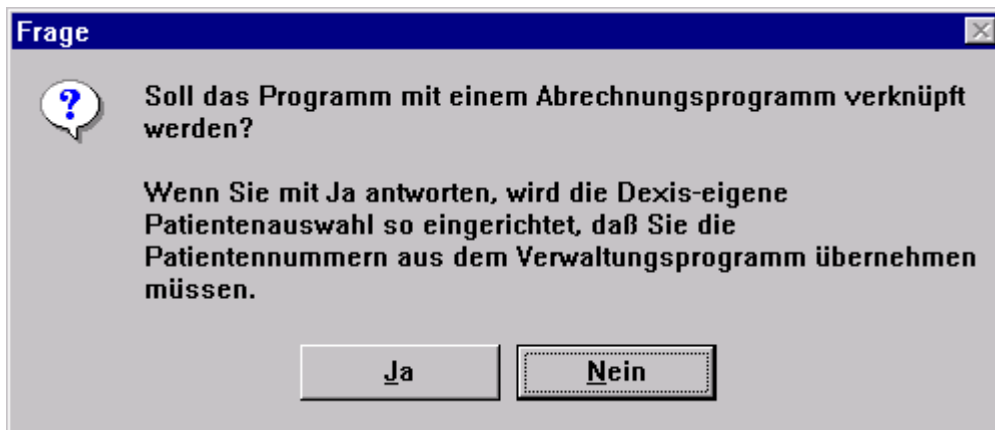 Frage
?
Soll das Programm mit einem Abrechnungsprogramm verknüpft
werden?
Wenn Sie mit Ja antworten, wird die Dexis-eigene
Patientenauswahl so eingerichtet, daß Sie die
Patientennummern aus dem Verwaltungsprogramm übernehmen
müssen.
Ja
Nein